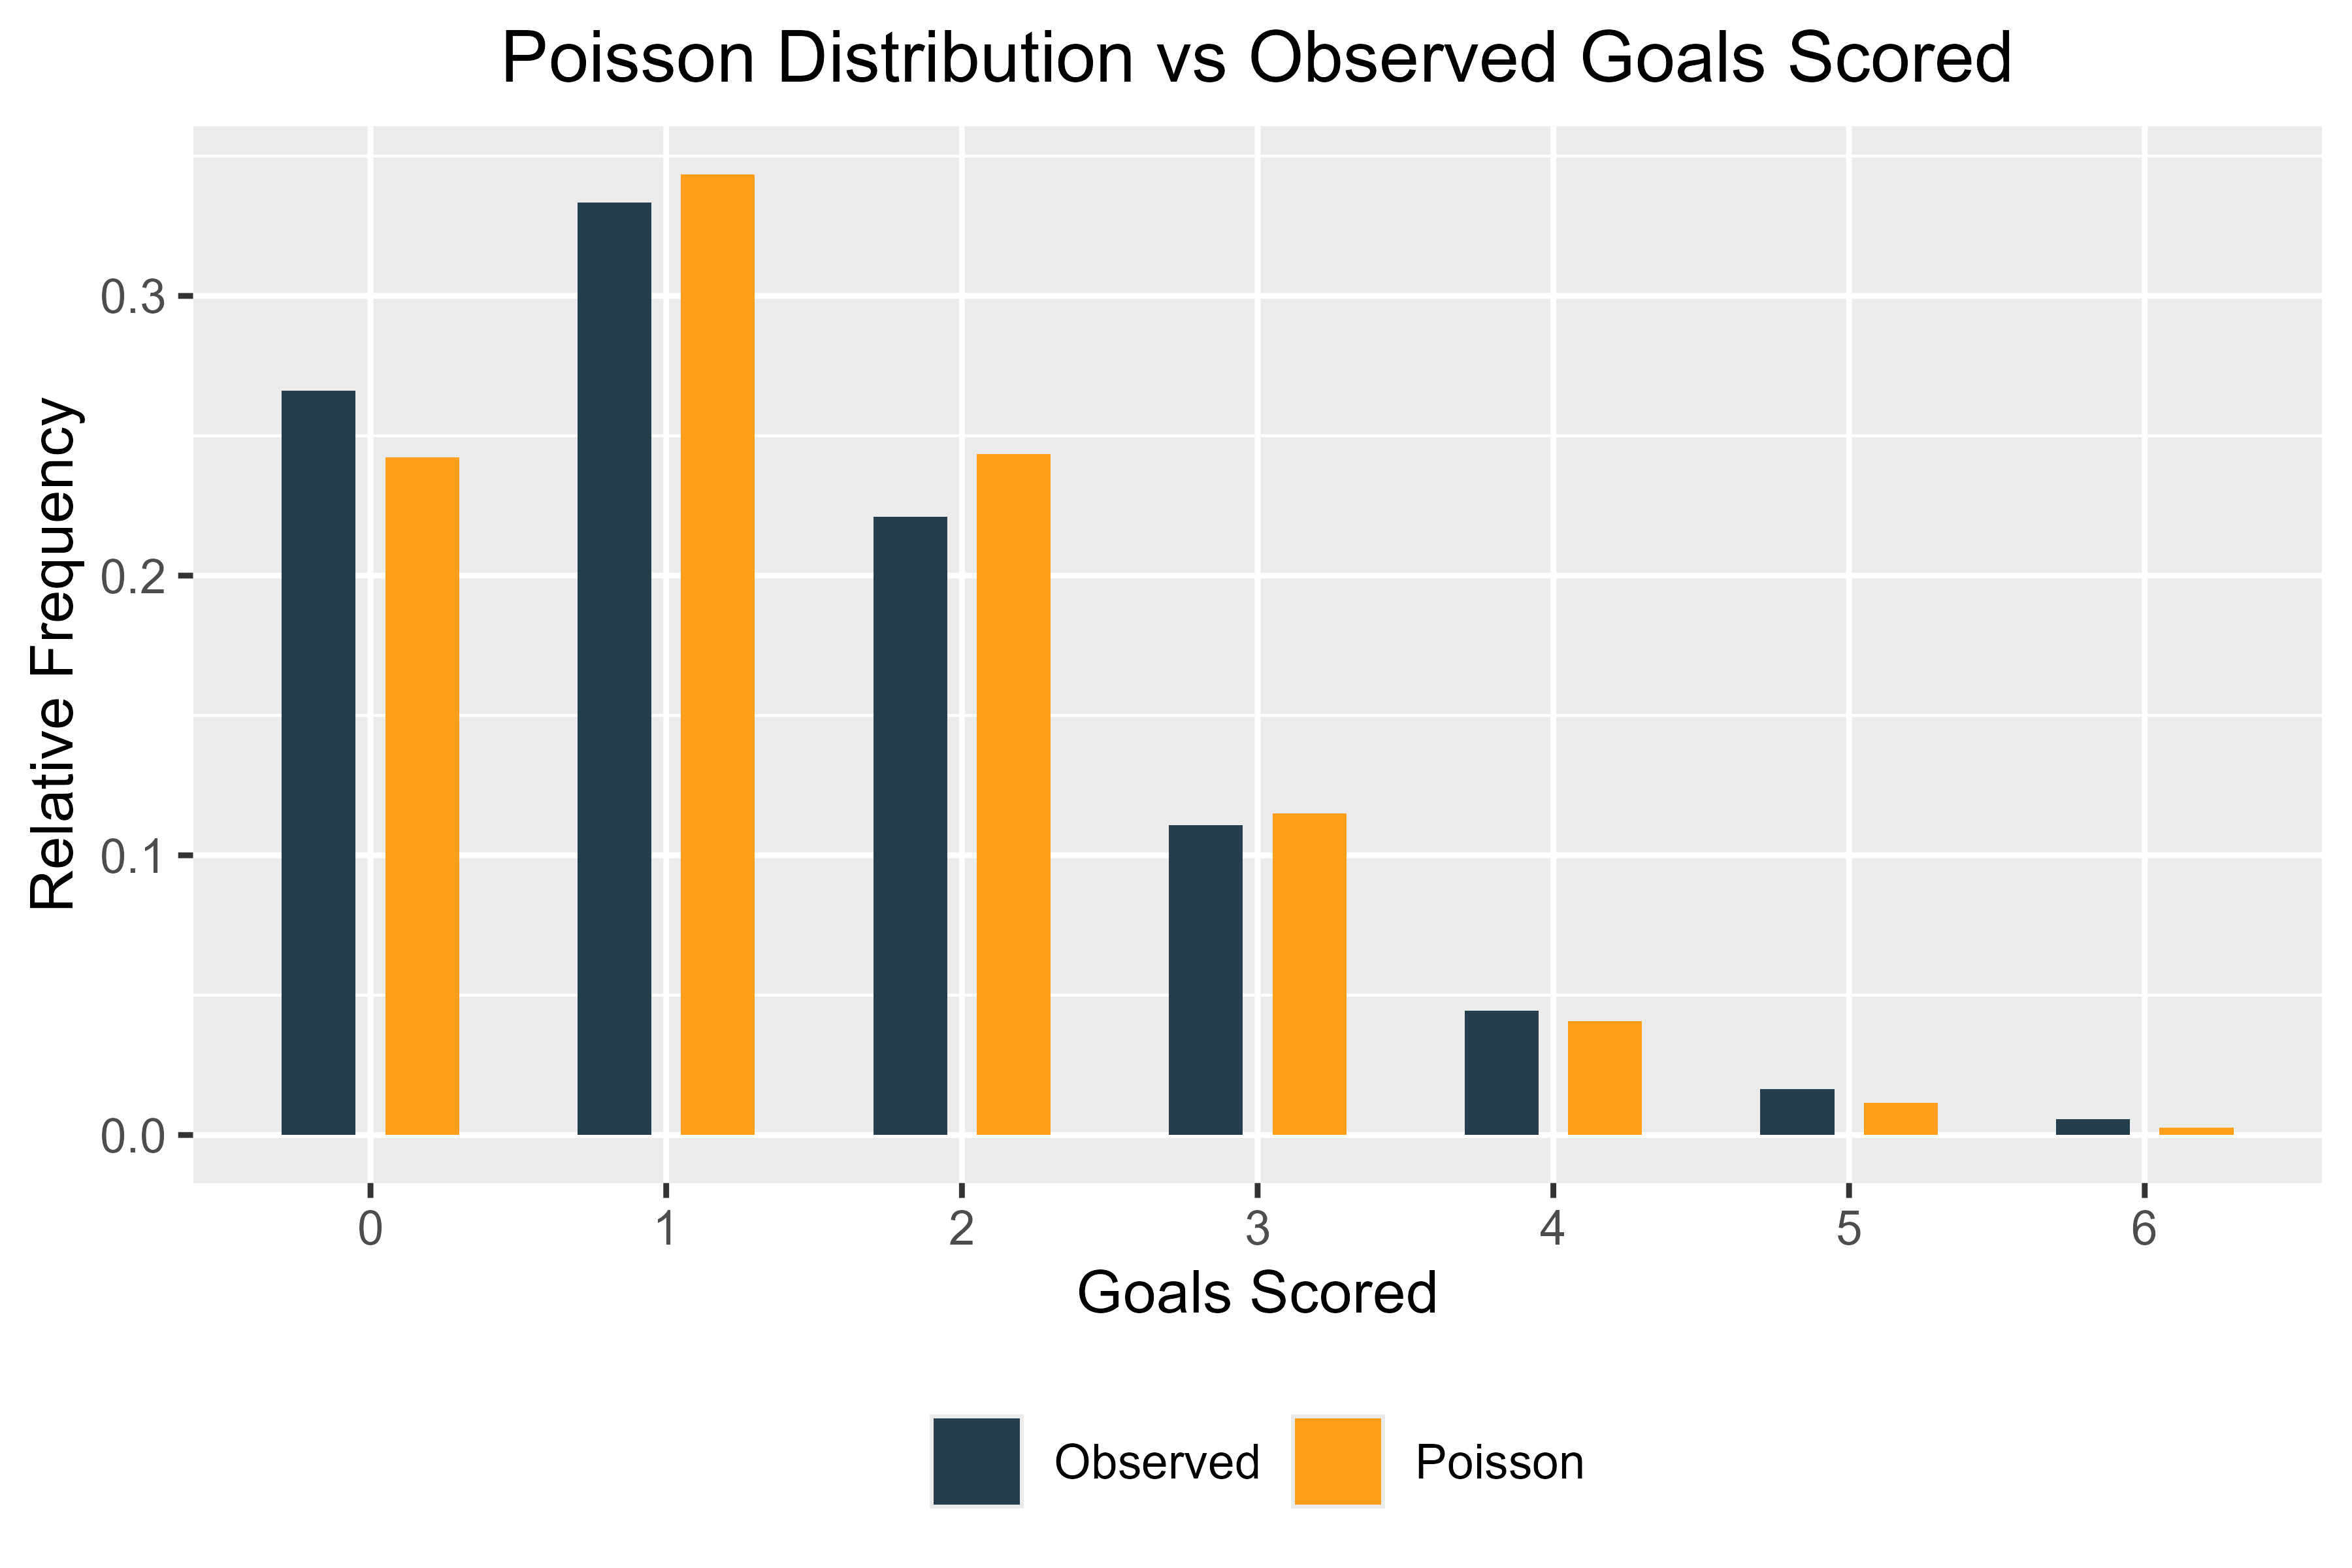 Poisson Distribution vs Observed Goals Scored
Relative Frequency
0.3
0.2
0.1
0.0
0 1 2 3 4 5 6
Goals Scored
Observed Poisson